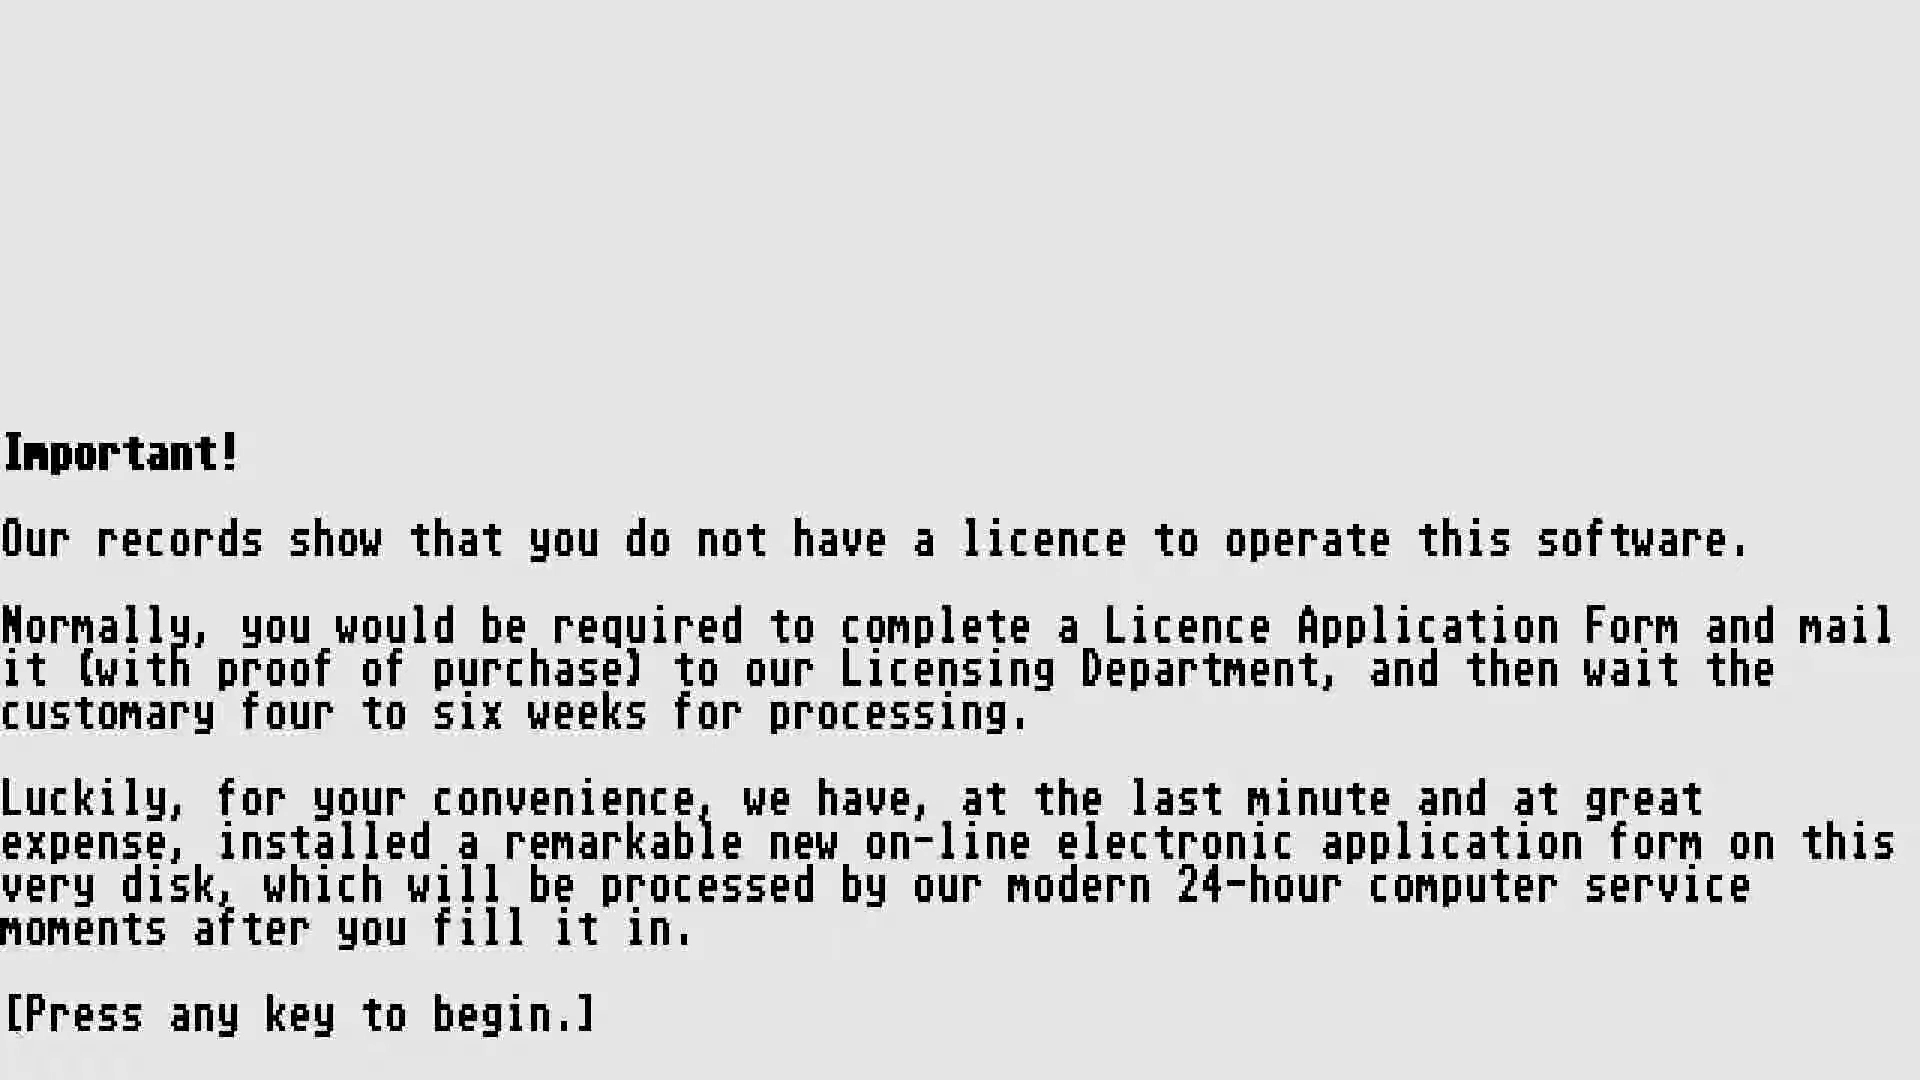 Important!
Our records show that you do not have a licence to operate this software.
Normally, you would be required to complete a Licence Application Form and mail
it (with proof of purchase) to our Licensing Department, and then wait the
customary four to six weeks for processing.
Luckily, for your convenience, we have, at the last minute and at great
expense, installed a remarkable new on-line electronic application form on this
very disk, which will be processed by our modern 24-hour computer service
moments after you fill it in.
[Press any key to begin.]